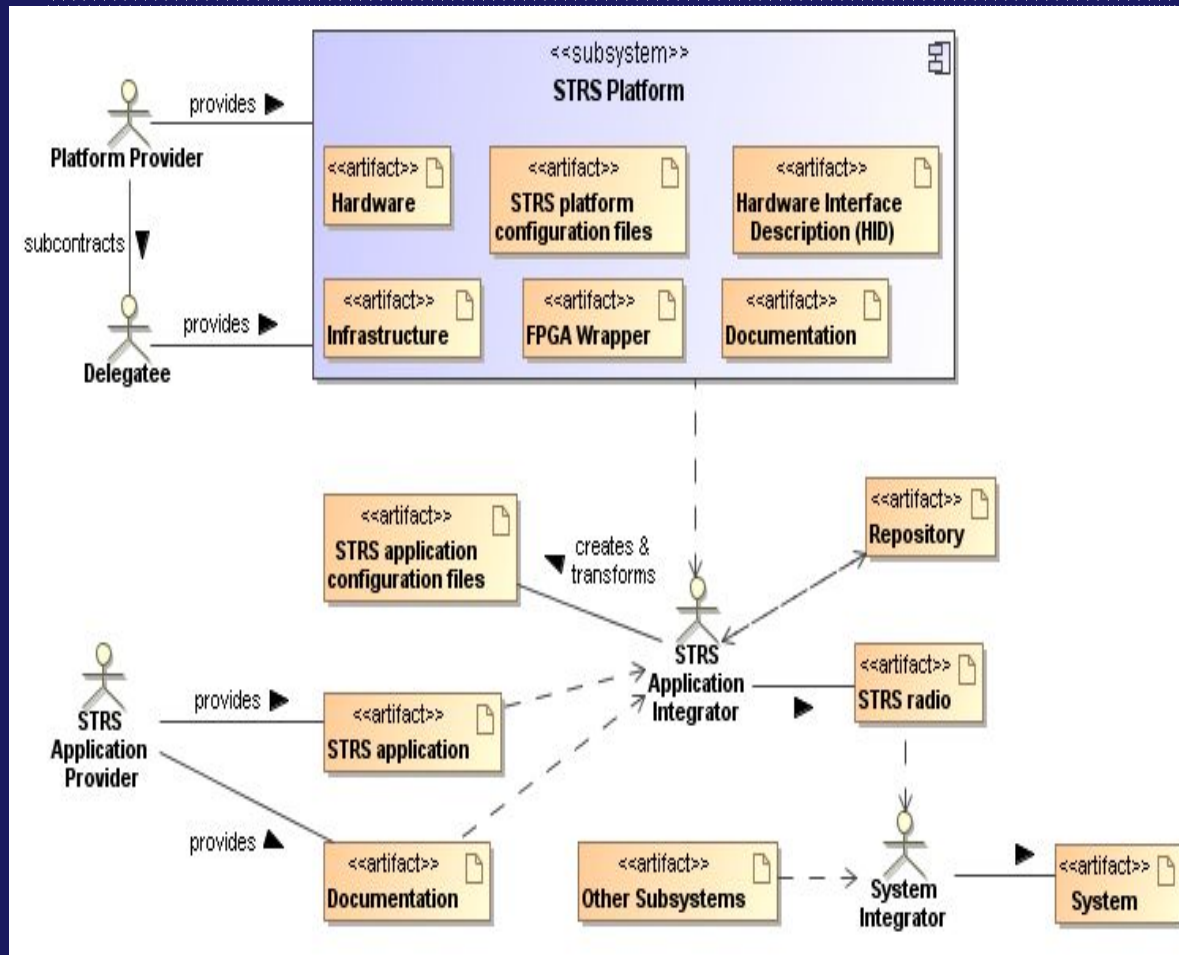 <<subsystem>>
STRS Platform
provides
Platform Provider
<<artifact>>
Hardware
<<artifact>>
STRS platform
configuration files
<<artifact>>
Hardware Interface
Description (HID)
subcontracts
<<artifact>>
Infrastructure
<<artifact>>
FPGA Wrapper
<<artifact>>
Documentation
provides
Delegatee
<<artifact>>
STRS application
configuration files
creates &
transforms
<<artifact>>
Repository
STRS
Application
Integrator
<<artifact>>
STRS radio
STRS
Application
Provider
provides
<<artifact>>
STRS application
provides
<<artifact>>
Documentation
<<artifact>>
Other Subsystems
System
Integrator
<<artifact>>
System